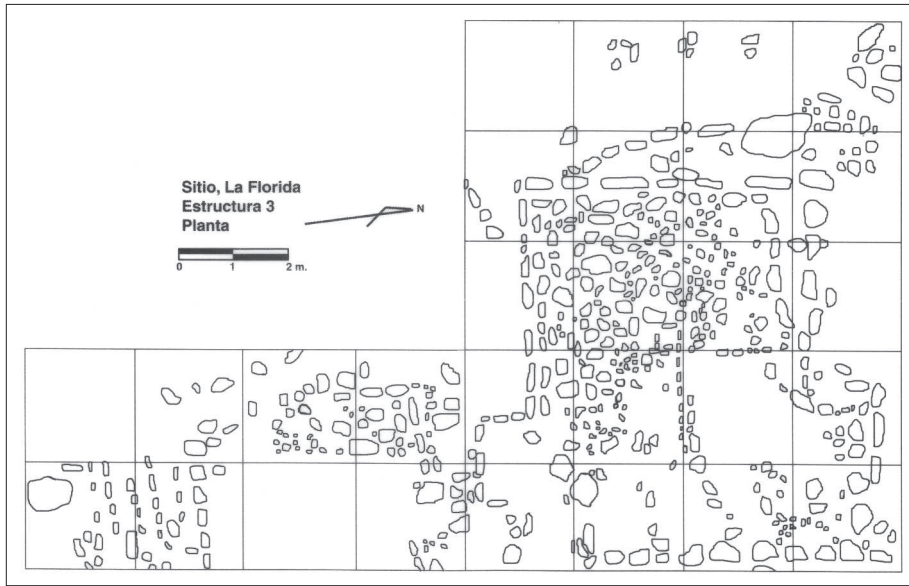 Sitio, La Florida
Estructura 3
Planta
N
0 1 2 m.